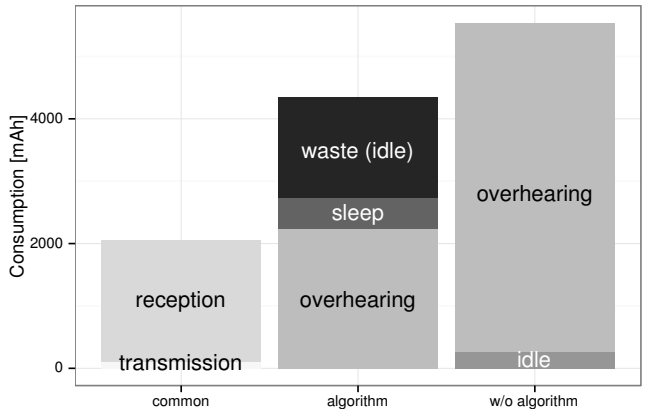 Consumption [mAh]
4000
2000
0
waste (idle)
sleep
overhearing
reception
transmission
overhearing
idle
common
algorithm
w/o algorithm